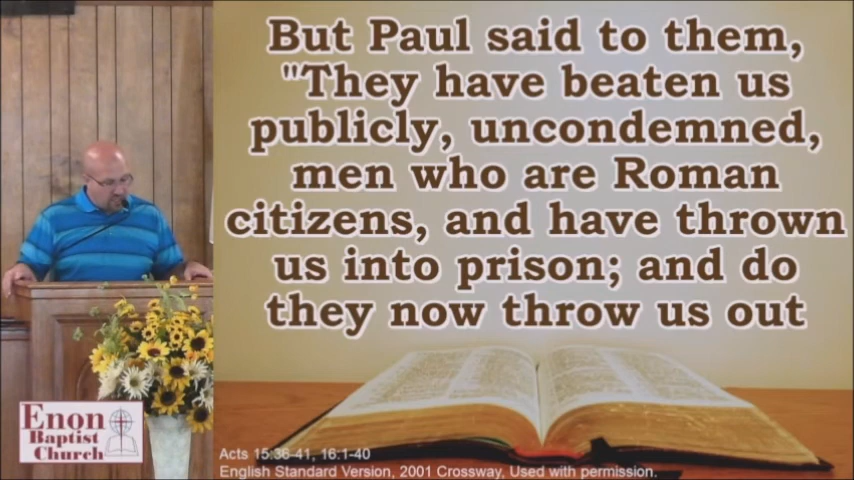 But Paul said to them,
"They have beaten us
publicly, uncondemned,
men who are Roman
citizens, and have thrown
us into prison; and do
they now throw us out
Enon
Baptist
Church
Acts 15:36-41, 16:1-40
English Standard Version, 2001 Crossway, Used with permission.